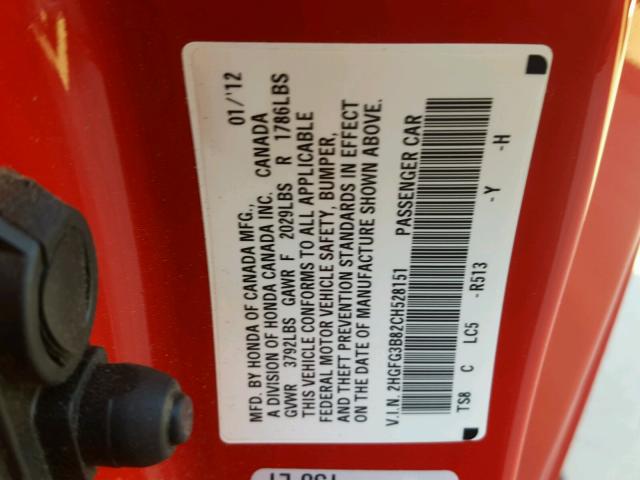 MFD. BY HONDA OF CANADA MFG., 01/'12
A DIVISION OF HONDA CANADA INC. CANADA
GVWR 3792LBS GAWR F 2029LBS R 1786LBS
THIS VEHICLE CONFORMS TO ALL APPLICABLE
FEDERAL MOTOR VEHICLE SAFETY, BUMPER,
AND THEFT PREVENTION STANDARDS IN EFFECT
ON THE DATE OF MANUFACTURE SHOWN ABOVE.
V.I.N. 2HGFG3B82CH528151 PASSENGER CAR
TS8 C LC5 -R513 -Y -H